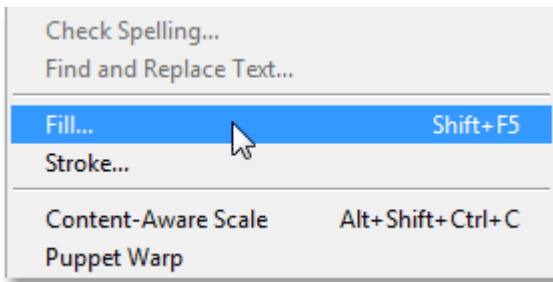 Check Spelling...
Find and Replace Text...
Fill... Shift+F5
Stroke...
Content-Aware Scale Alt+Shift+Ctrl+C
Puppet Warp